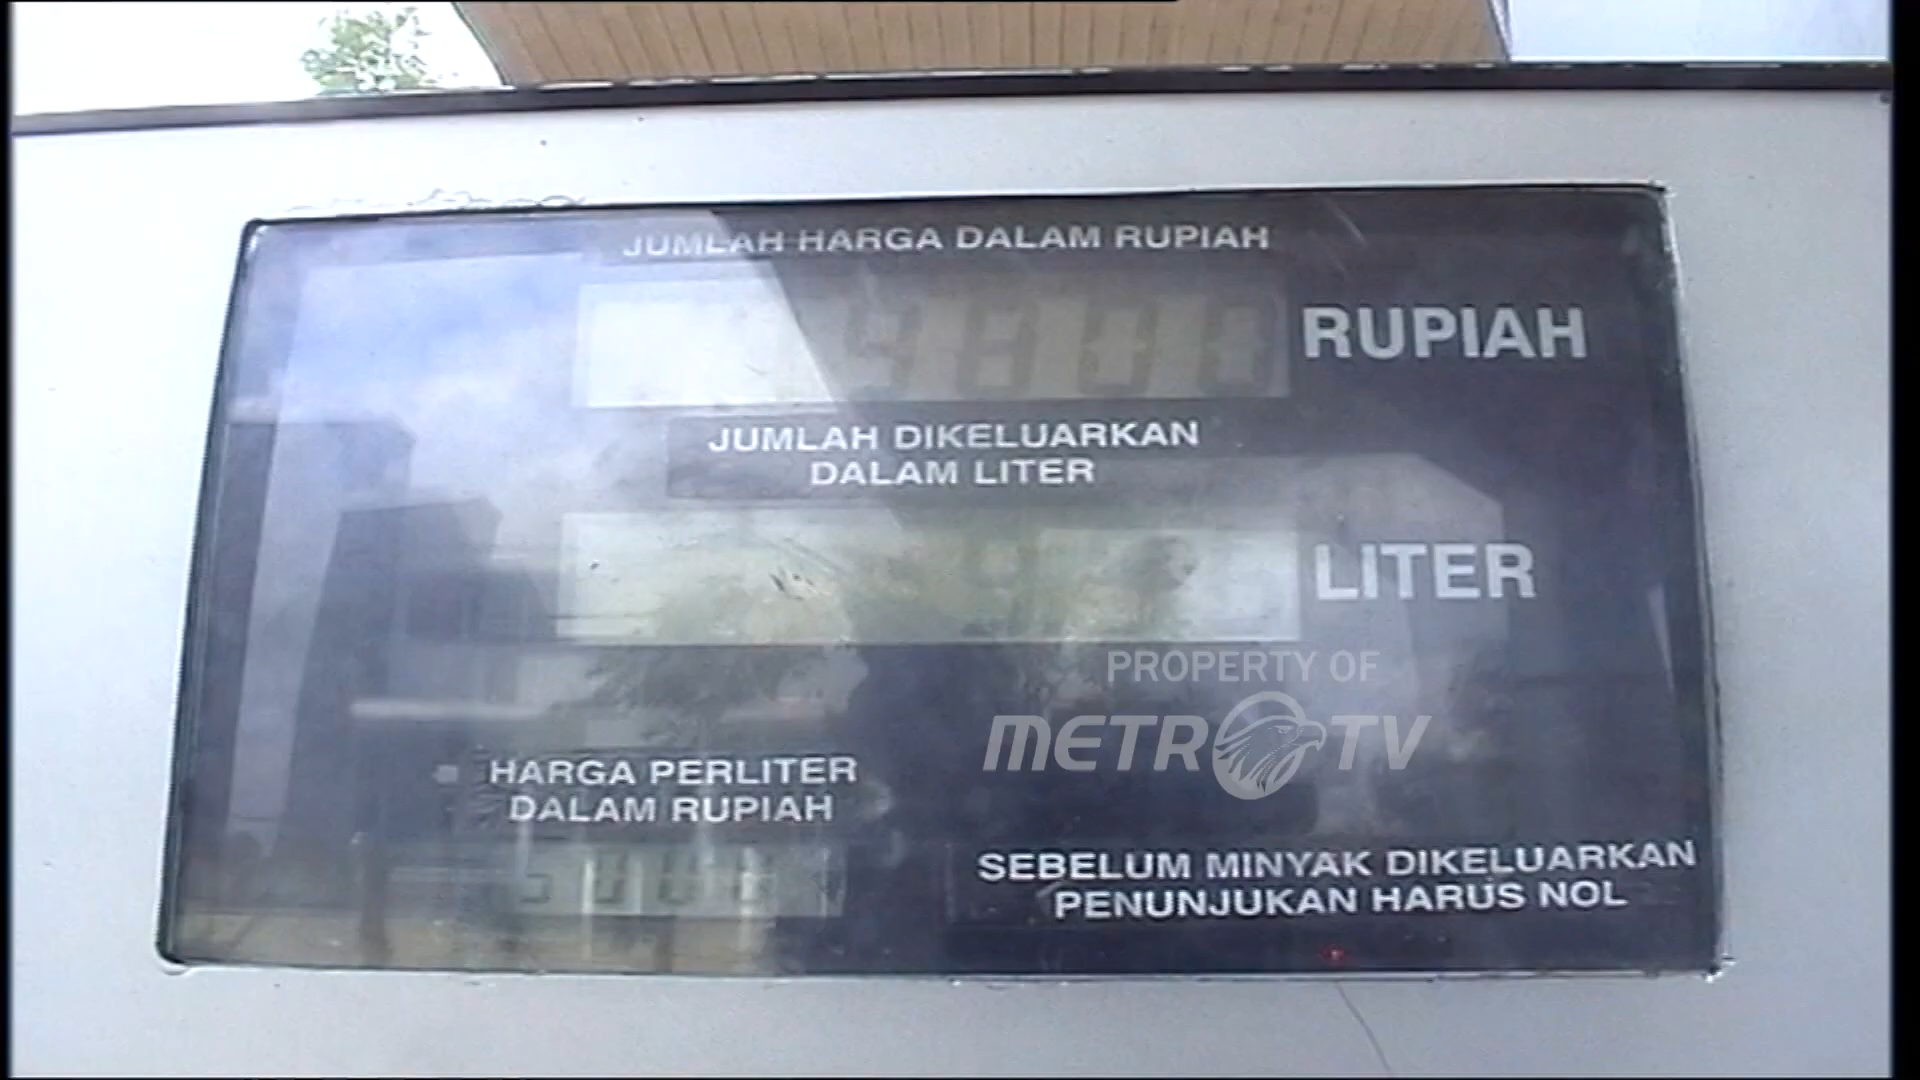 JUMLAH HARGA DALAM RUPIAH
RUPIAH
JUMLAH DIKELUARKAN
DALAM LITER
LITER
PROPERTY OF
METRO TV
HARGA PERLITER
DALAM RUPIAH
SEBELUM MINYAK DIKELUARKAN
PENUNJUKAN HARUS NOL